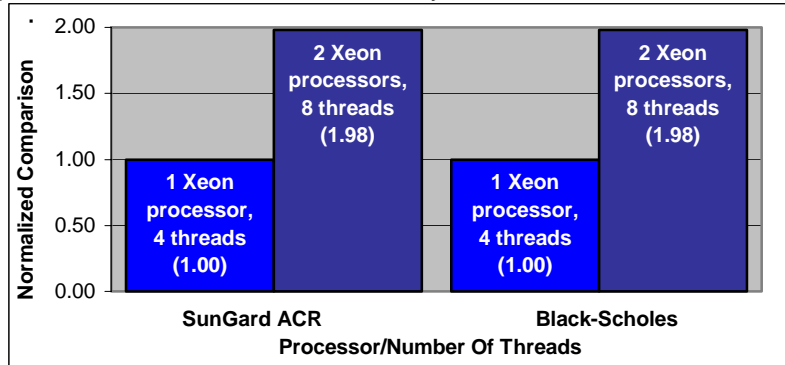 2.00
1.50
1.00
0.50
0.00
Normalized Comparison
1 Xeon
processor,
4 threads
(1.00)
2 Xeon
processors,
8 threads
(1.98)
1 Xeon
processor,
4 threads
(1.00)
2 Xeon
processors,
8 threads
(1.98)
SunGard ACR
Black-Scholes
Processor/Number Of Threads